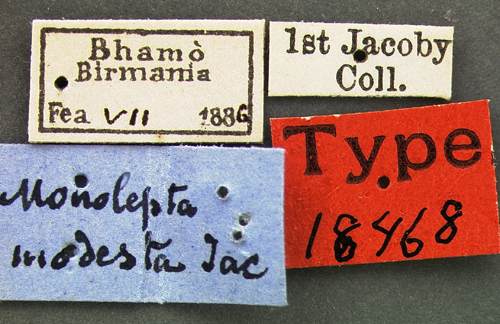 Bhamò
Birmania
Fea VII 1886
1st Jacoby
Coll.
Type
18468
Monolepta
modesta Jac